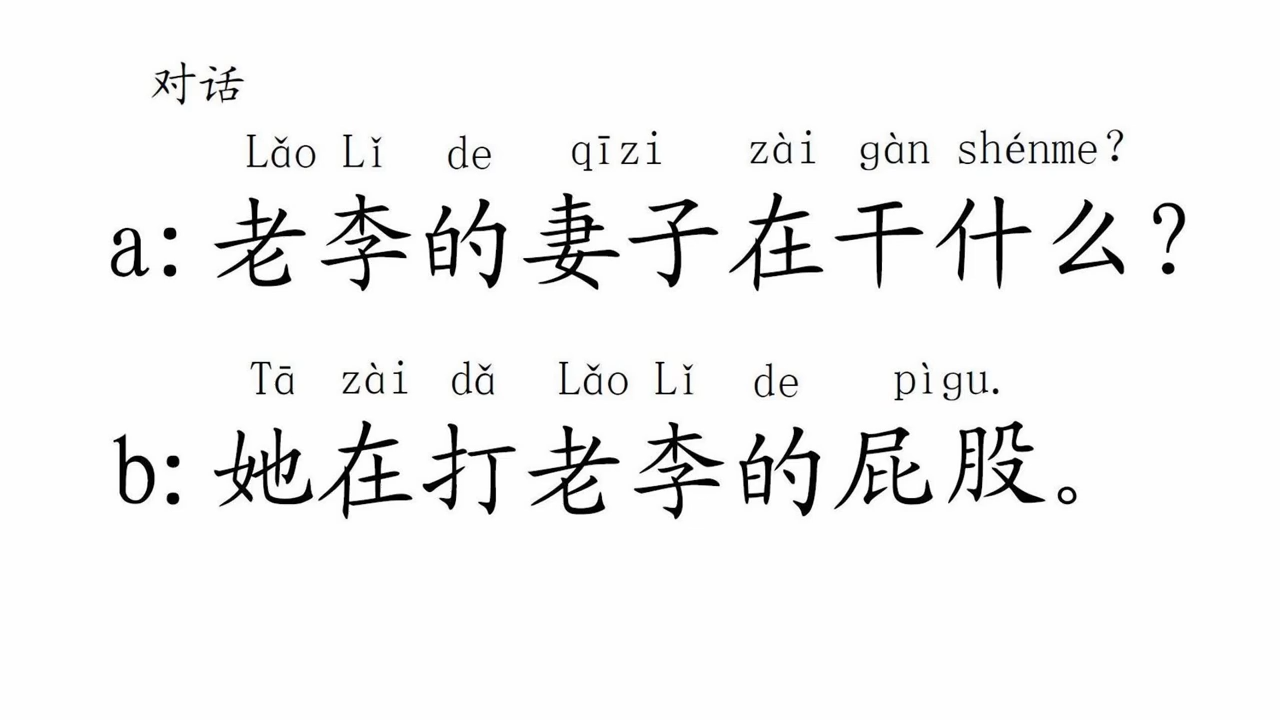 对话
Lǎo Lǐ de qīzi zài gàn shénme?
a: 老李的妻子在干什么?
Tā zài dǎ Lǎo Lǐ de pìgu.
b: 她在打老李的屁股。